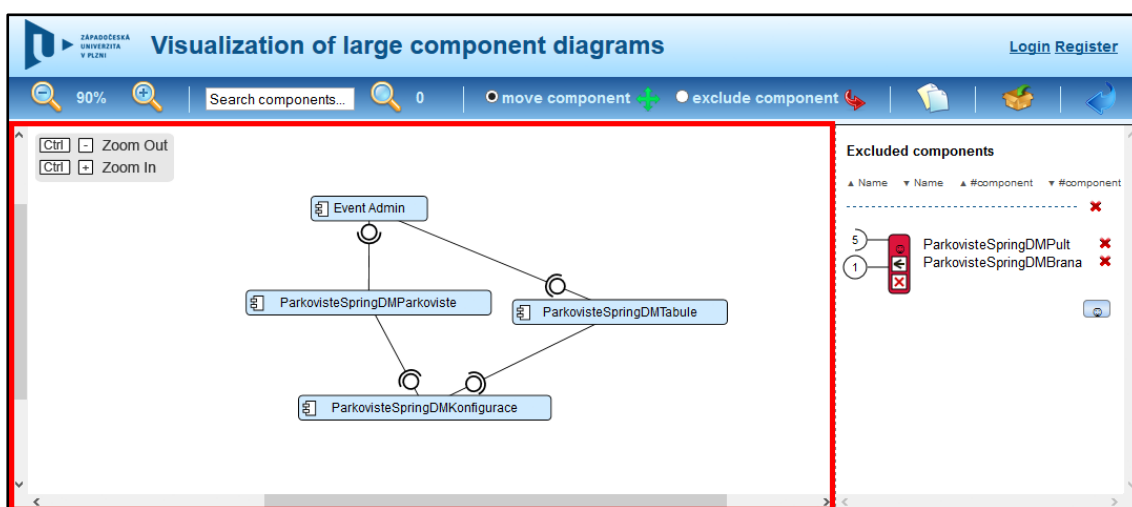 ZÁPADOČESKÁ
UNIVERZITA
V PLZNI
Visualization of large component diagrams
Login Register
90%
Search components...
0
move component
exclude component
Ctrl - Zoom Out
Ctrl + Zoom In
Event Admin
ParkovisteSpringDMParkoviste
ParkovisteSpringDMTabule
ParkovisteSpringDMKonfigurace
Excluded components
▲ Name ▼ Name ▲ #component ▼ #component
5
ParkovisteSpringDMPult
1
ParkovisteSpringDMBrana